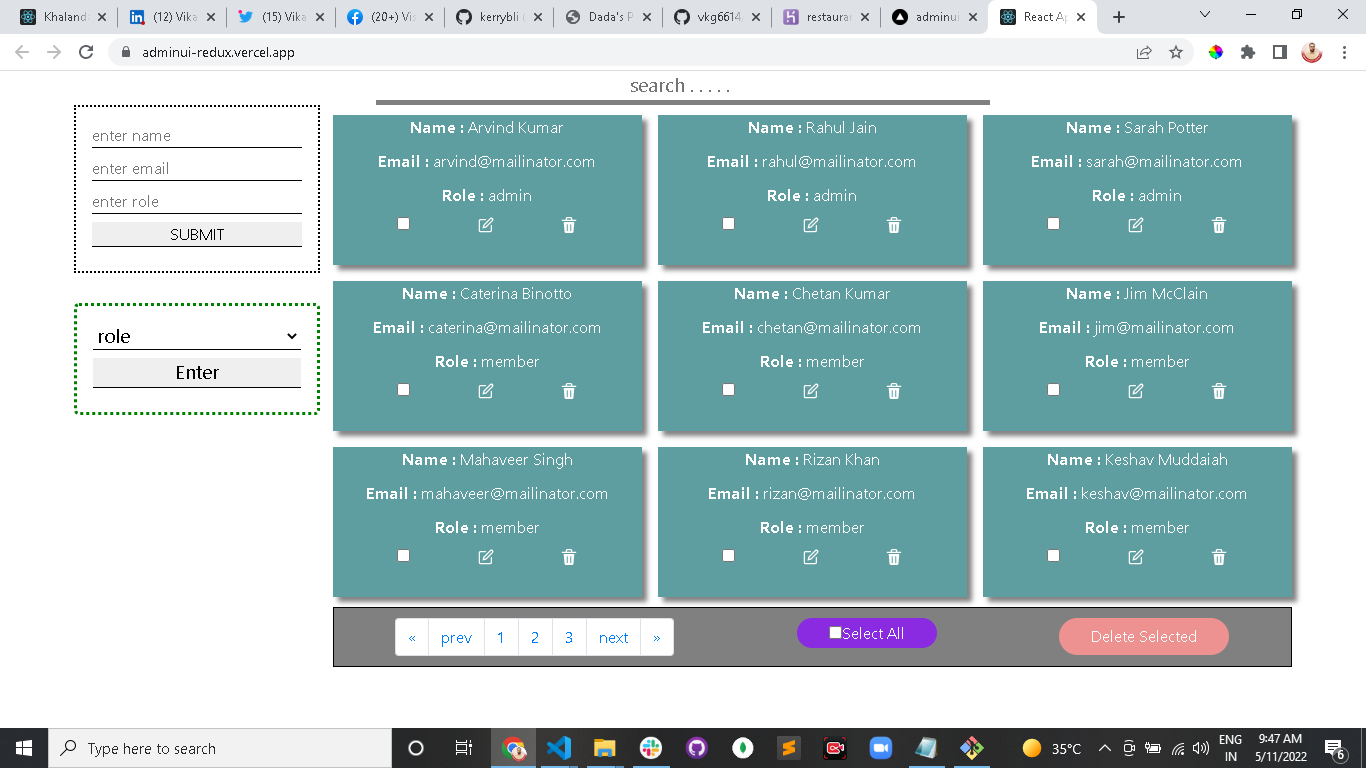 Khaland
(12) Vika
(15) Vika
(20+) Vis
kerrybli
Dada's P
vkg6614
restaura
adminui
React Ap
adminui-redux.vercel.app
search . . . . .
enter name
enter email
enter role
SUBMIT
role
Enter
Name : Arvind Kumar
Email : arvind@mailinator.com
Role : admin
Name : Rahul Jain
Email : rahul@mailinator.com
Role : admin
Name : Sarah Potter
Email : sarah@mailinator.com
Role : admin
Name : Caterina Binotto
Email : caterina@mailinator.com
Role : member
Name : Chetan Kumar
Email : chetan@mailinator.com
Role : member
Name : Jim McClain
Email : jim@mailinator.com
Role : member
Name : Mahaveer Singh
Email : mahaveer@mailinator.com
Role : member
Name : Rizan Khan
Email : rizan@mailinator.com
Role : member
Name : Keshav Muddaiah
Email : keshav@mailinator.com
Role : member
« prev 1 2 3 next »
Select All
Delete Selected
Type here to search
35°C
ENG
IN
9:47 AM
5/11/2022
6